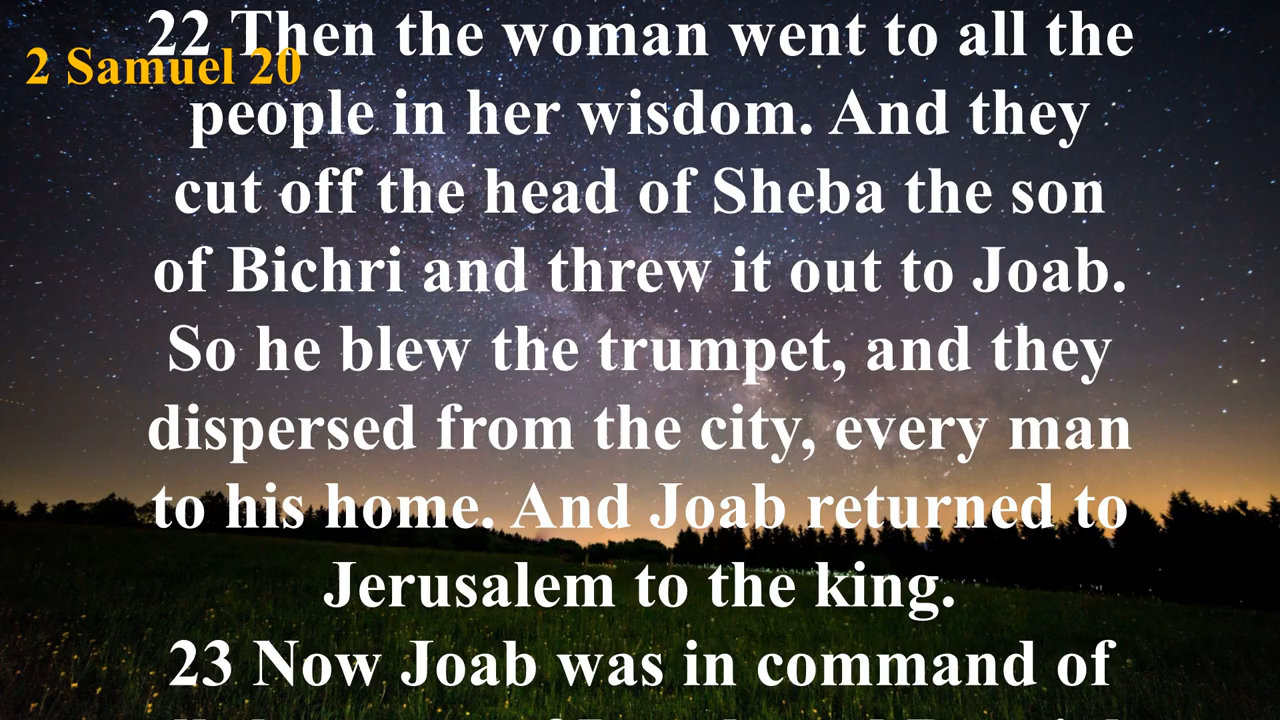 2 Samuel 20
22 Then the woman went to all the
people in her wisdom. And they
cut off the head of Sheba the son
of Bichri and threw it out to Joab.
So he blew the trumpet, and they
dispersed from the city, every man
to his home. And Joab returned to
Jerusalem to the king.
23 Now Joab was in command of